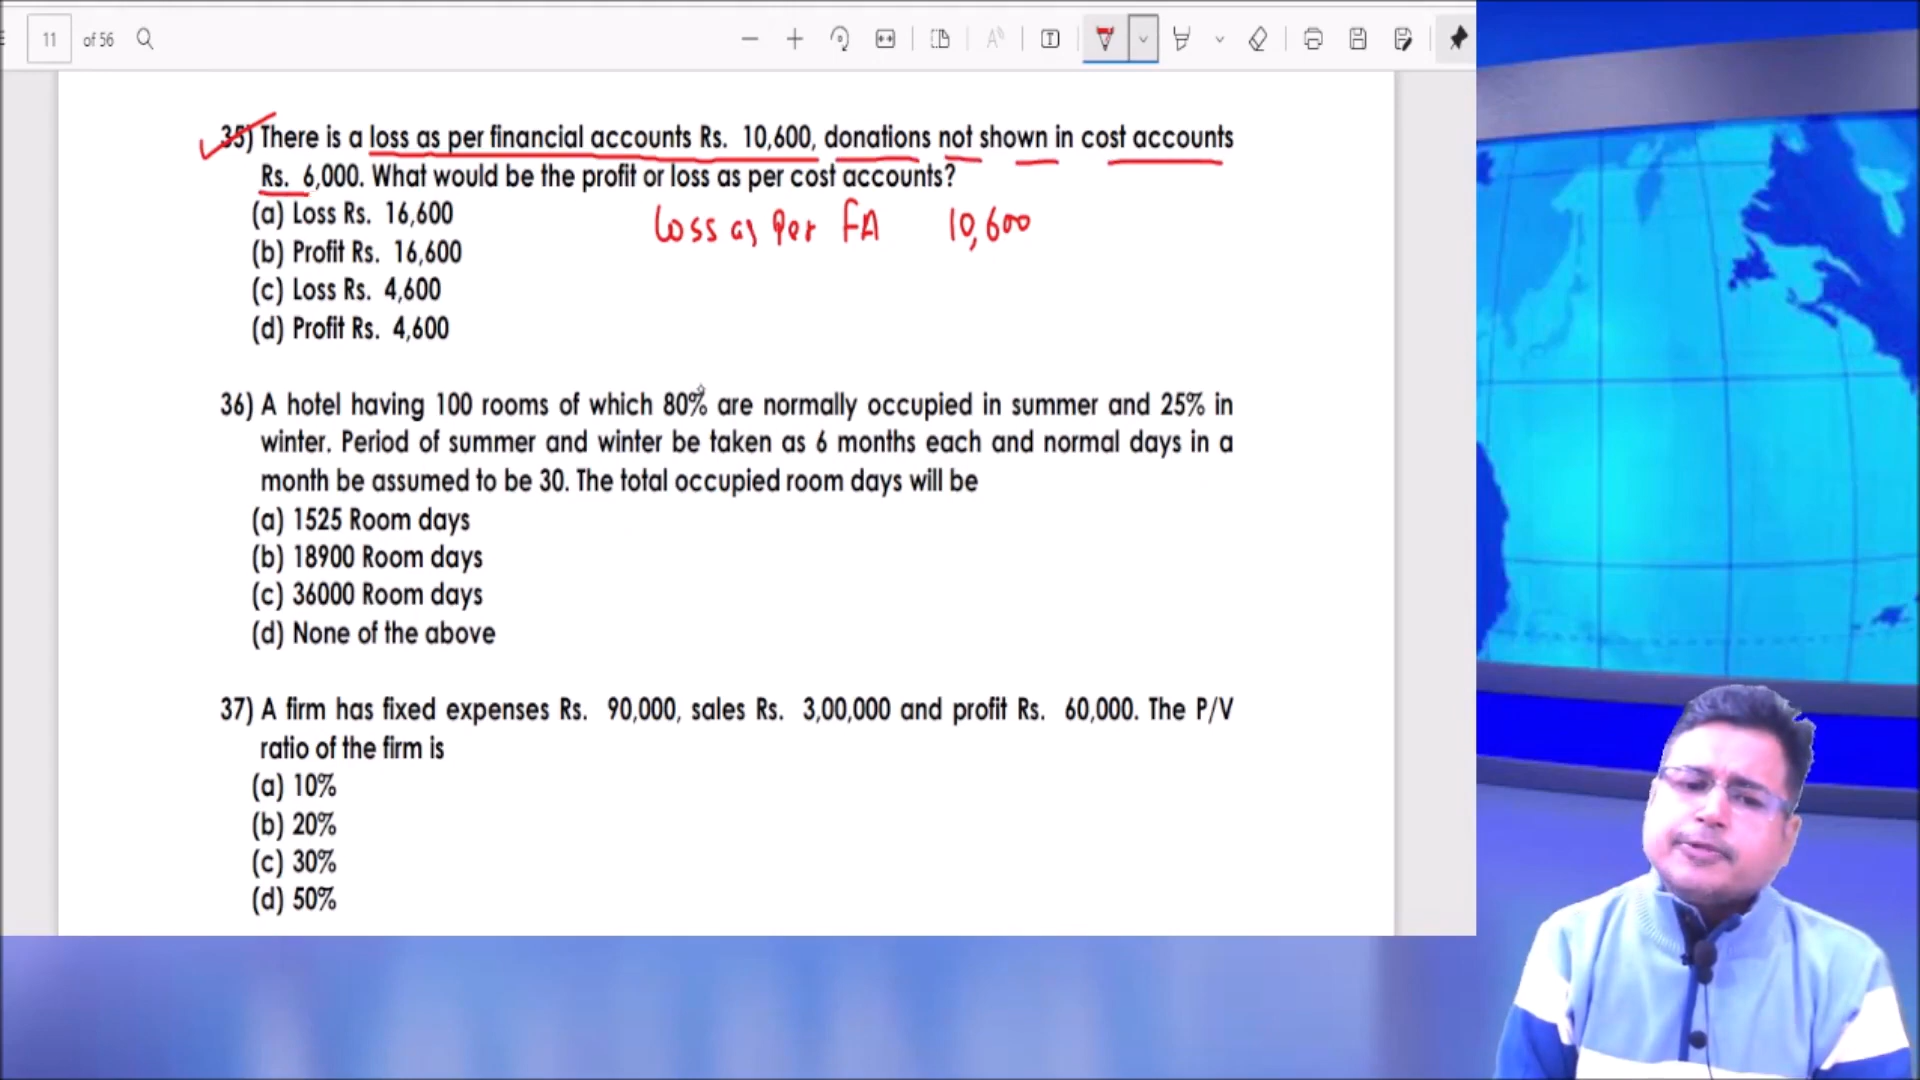 11 of 56
35) There is a loss as per financial accounts Rs. 10,600, donations not shown in cost accounts
Rs. 6,000. What would be the profit or loss as per cost accounts?
(a) Loss Rs. 16,600
Loss as Per FA 10,600
(b) Profit Rs. 16,600
(c) Loss Rs. 4,600
(d) Profit Rs. 4,600
36) A hotel having 100 rooms of which 80% are normally occupied in summer and 25% in
winter. Period of summer and winter be taken as 6 months each and normal days in a
month be assumed to be 30. The total occupied room days will be
(a) 1525 Room days
(b) 18900 Room days
(c) 36000 Room days
(d) None of the above
37) A firm has fixed expenses Rs. 90,000, sales Rs. 3,00,000 and profit Rs. 60,000. The P/V
ratio of the firm is
(a) 10%
(b) 20%
(c) 30%
(d) 50%